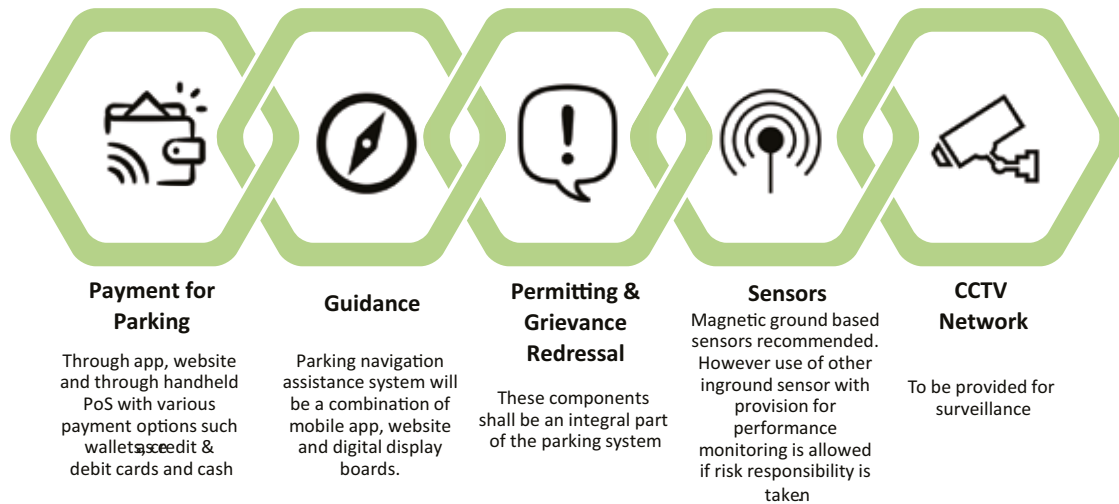 Payment for
Parking
Through app, website
and through handheld
PoS with various
payment options such
as wallets, credit &
debit cards and cash
Guidance
Parking navigation
assistance system will
be a combination of
mobile app, website
and digital display
boards.
Permitting &
Grievance
Redressal
These components
shall be an integral part
of the parking system
Sensors
Magnetic ground based
sensors recommended.
However use of other
inground sensor with
provision for
performance
monitoring is allowed
if risk responsibility is
taken
CCTV
Network
To be provided for
surveillance